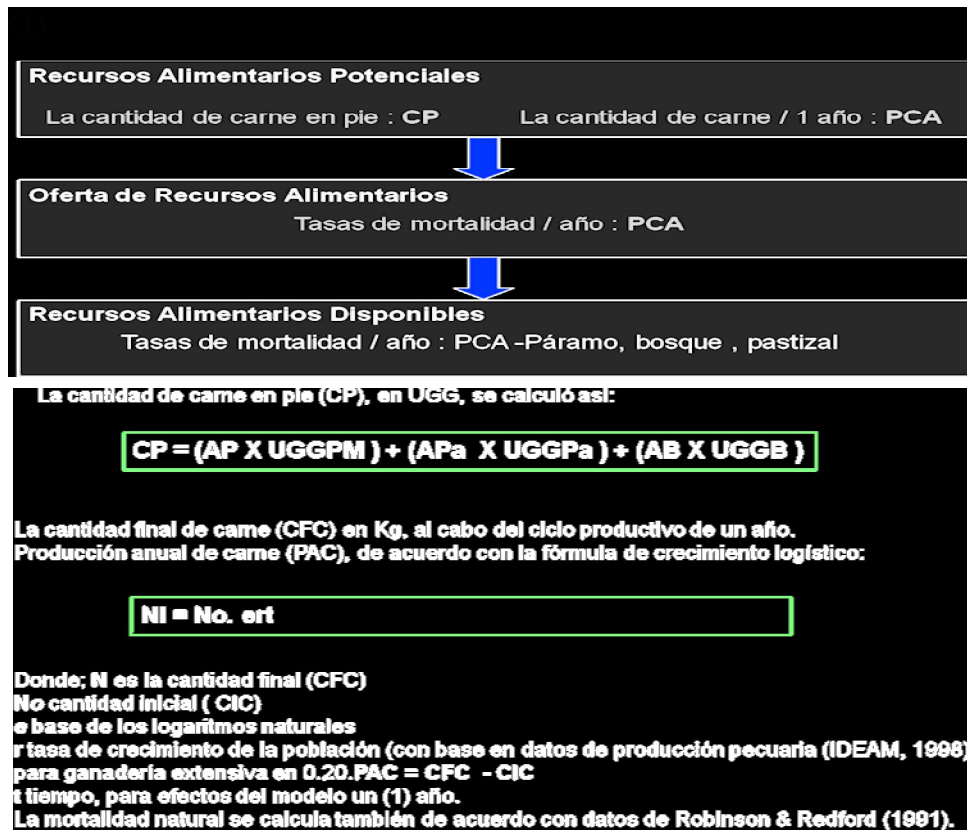 Recursos Alimentarios Potenciales
La cantidad de carne en pie : CP La cantidad de carne / 1 año : PCA
Oferta de Recursos Alimentarios
Tasas de mortalidad / año : PCA
Recursos Alimentarios Disponibles
Tasas de mortalidad / año : PCA -Páramo, bosque , pastizal
La cantidad de carne en pie (CP), en UGG, se calculó así:
CP = (AP X UGGPM ) + (APa X UGGPa ) + (AB X UGGB )
La cantidad final de carne (CFC) en Kg, al cabo del ciclo productivo de un año.
Producción anual de carne (PAC), de acuerdo con la fórmula de crecimiento logístico:
NI = No. ert
Donde; N es la cantidad final (CFC)
No cantidad inicial ( CIC)
e base de los logaritmos naturales
r tasa de crecimiento de la población (con base en datos de producción pecuaria (IDEAM, 1998)
para ganadería extensiva en 0.20.PAC = CFC - CIC
t tiempo, para efectos del modelo un (1) año.
La mortalidad natural se calcula también de acuerdo con datos de Robinson & Redford (1991).